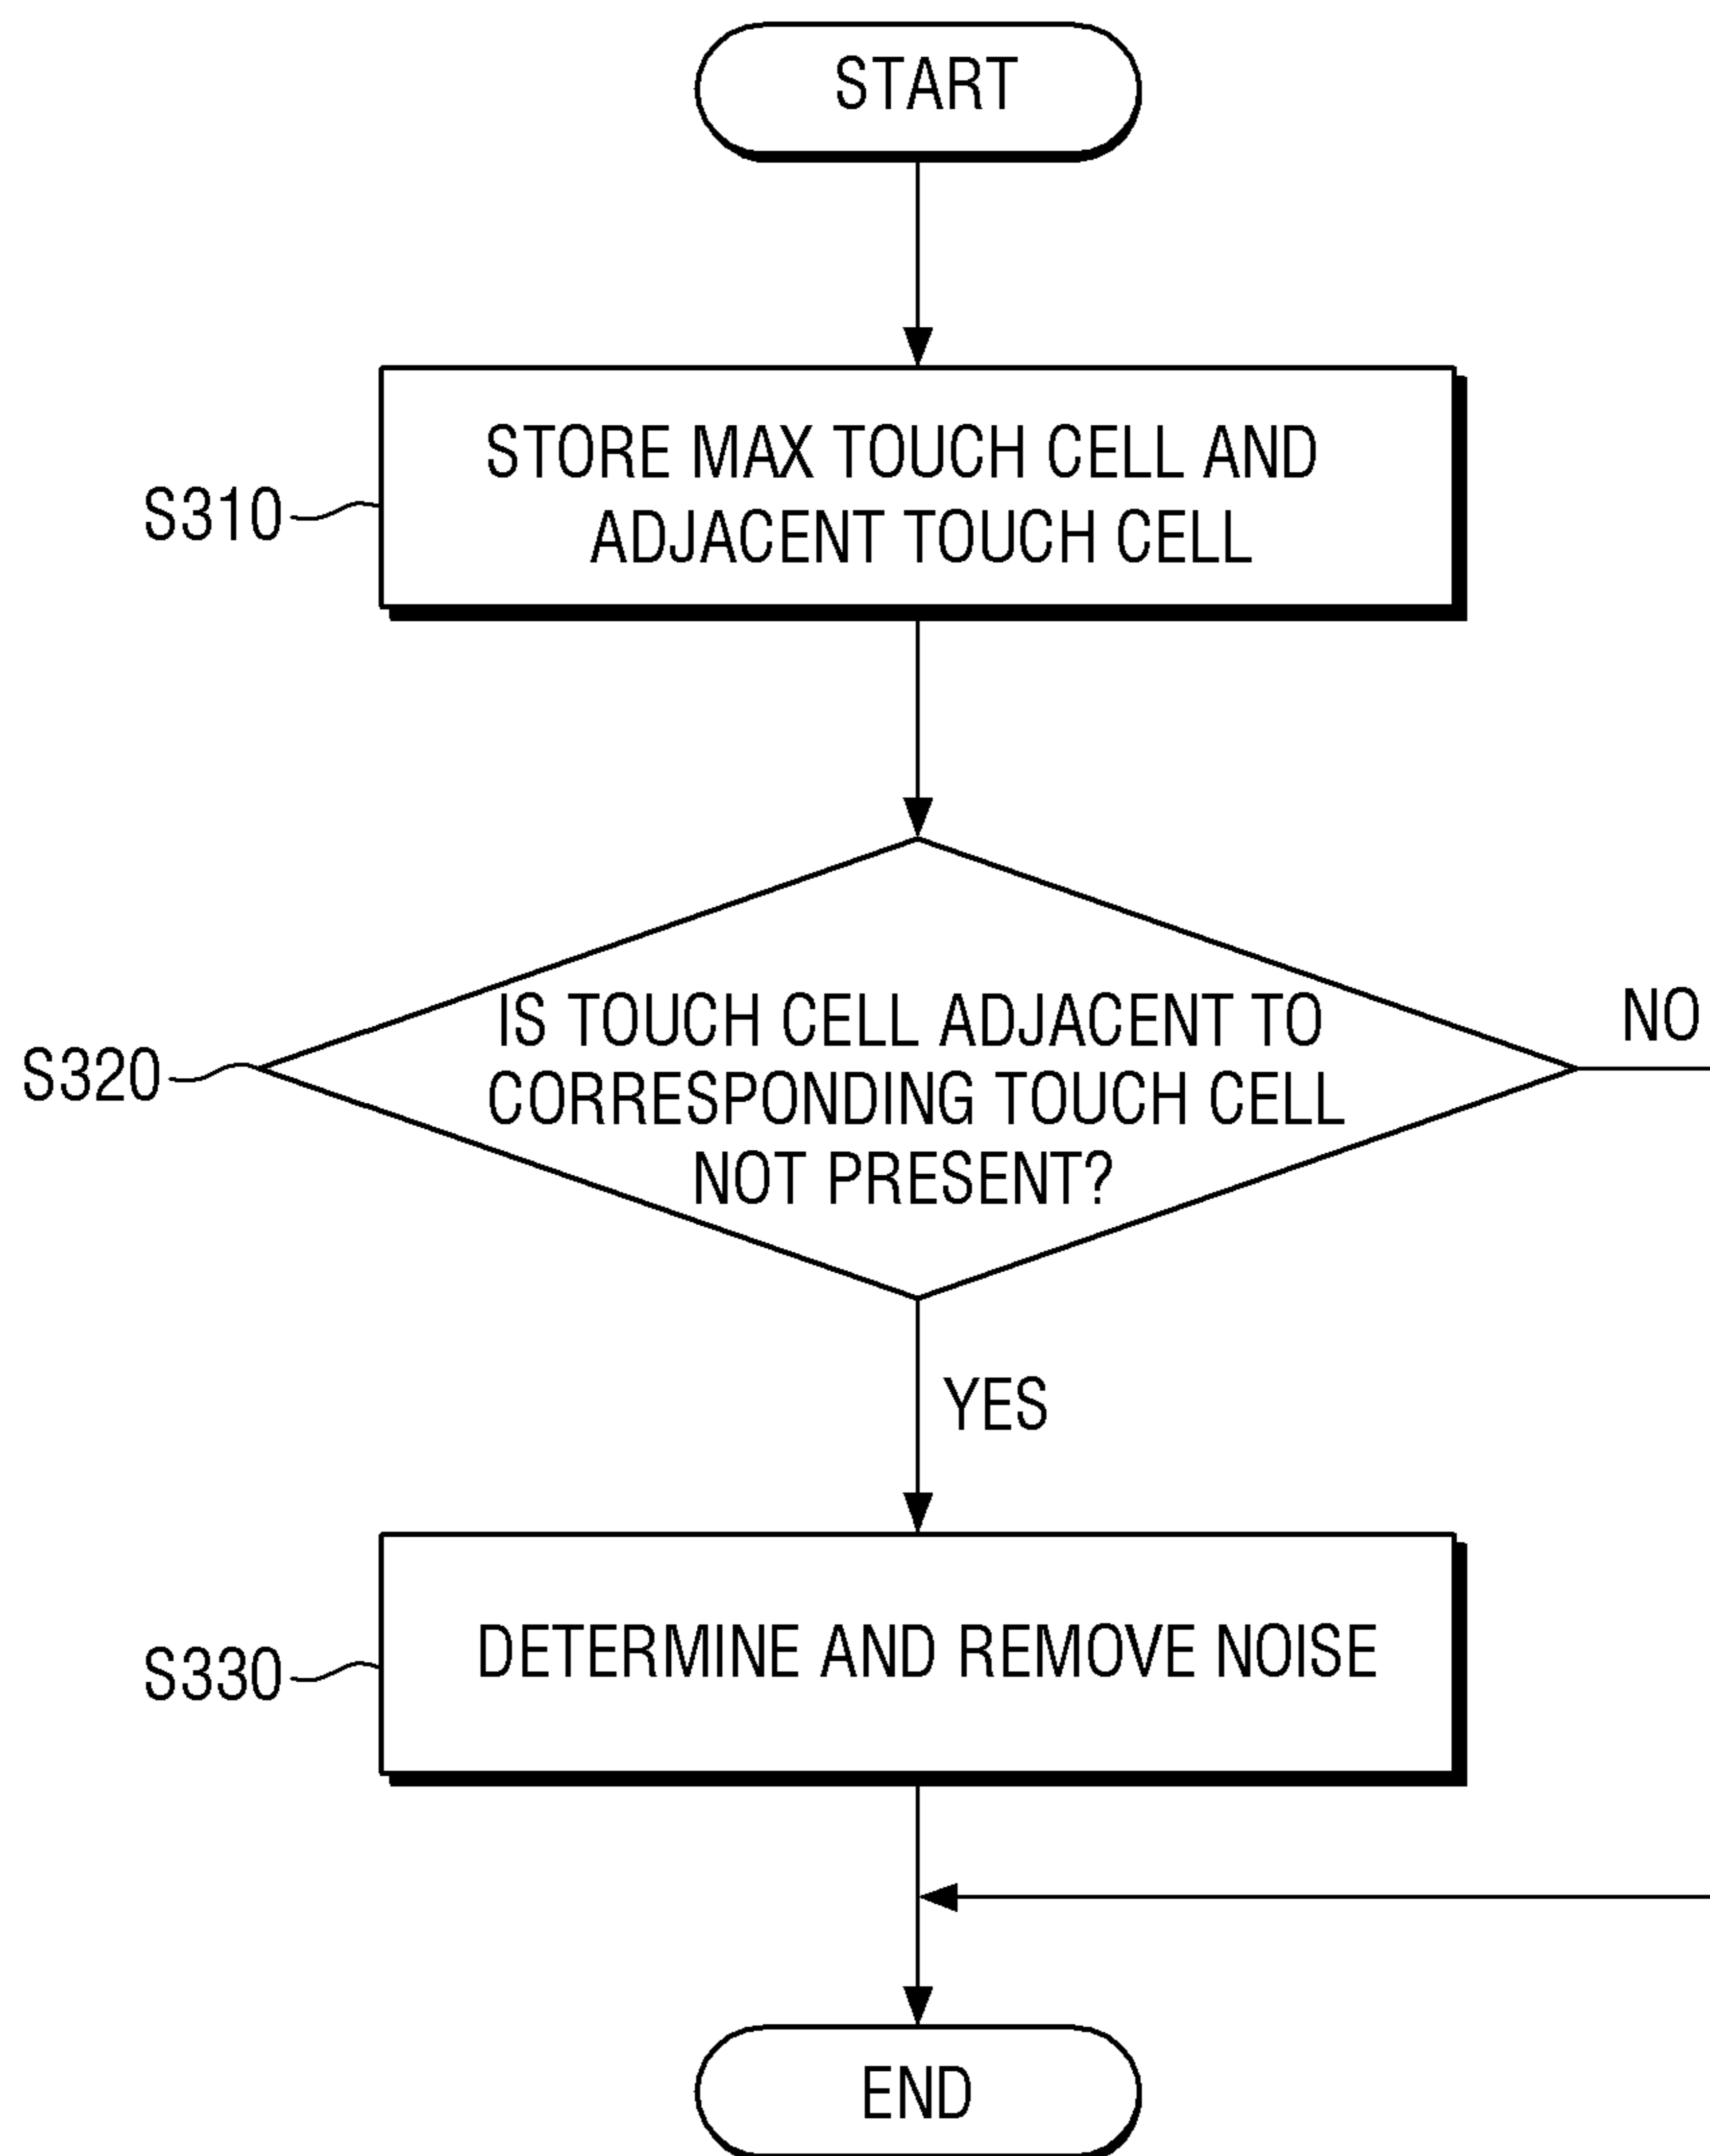 START
STORE MAX TOUCH CELL AND
ADJACENT TOUCH CELL
S310
IS TOUCH CELL ADJACENT TO
CORRESPONDING TOUCH CELL
NOT PRESENT?
S320
NO
YES
DETERMINE AND REMOVE NOISE
S330
END